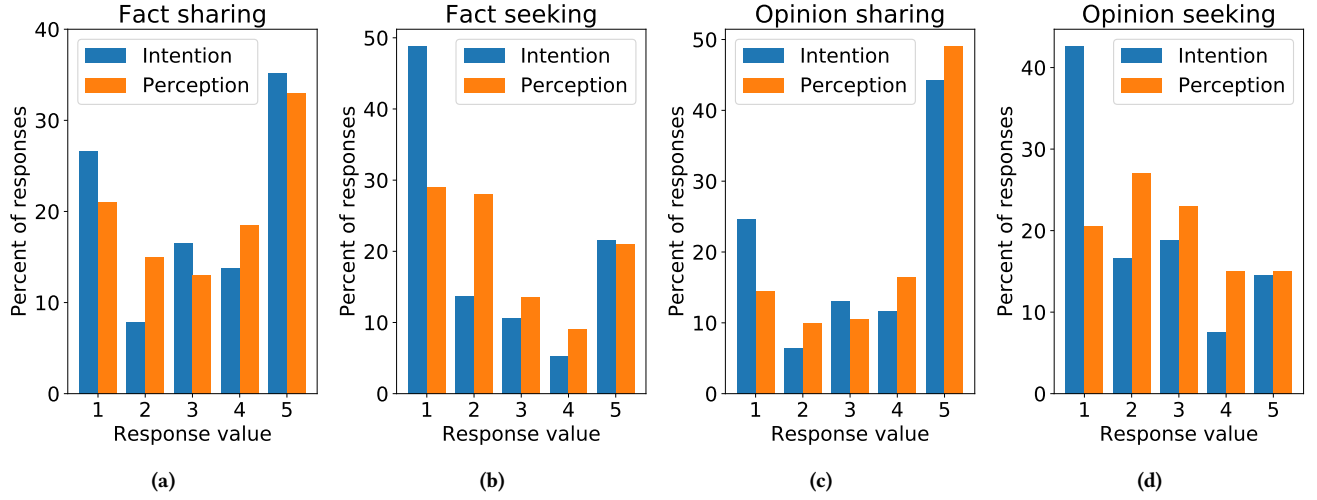 Fact sharing
40
30
20
10
0
Percent of responses
Intention
Perception
1 2 3 4 5
Response value
(a)
Fact seeking
50
40
30
20
10
0
Percent of responses
Intention
Perception
1 2 3 4 5
Response value
(b)
Opinion sharing
50
40
30
20
10
0
Percent of responses
Intention
Perception
1 2 3 4 5
Response value
(c)
Opinion seeking
40
30
20
10
0
Percent of responses
Intention
Perception
1 2 3 4 5
Response value
(d)